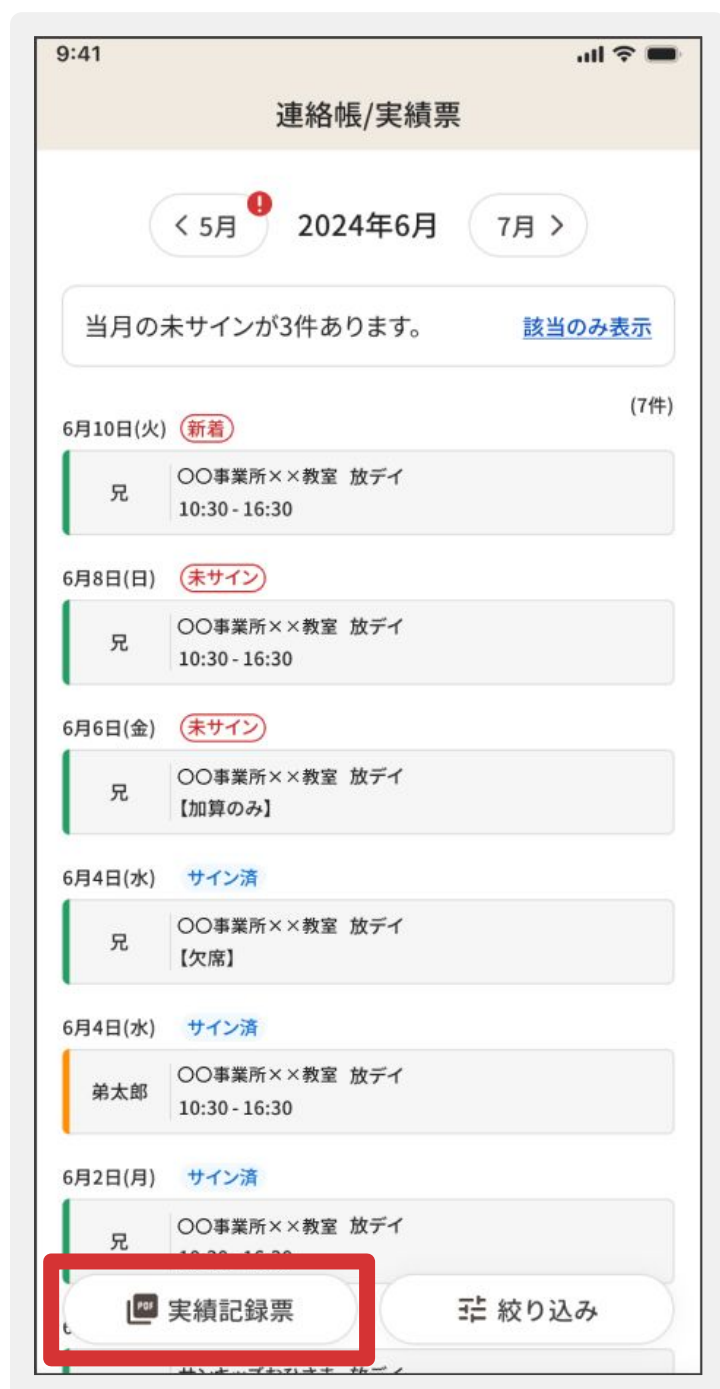 9:41
連絡帳/実績票
< 5月 ! 2024年6月 7月 >
当月の未サインが3件あります。 該当のみ表示
(7件)
6月10日(火) 新着
兄 〇〇事業所××教室 放デイ
10:30 - 16:30
6月8日(日) 未サイン
兄 〇〇事業所××教室 放デイ
10:30 - 16:30
6月6日(金) 未サイン
兄 〇〇事業所××教室 放デイ
【加算のみ】
6月4日(水) サイン済
兄 〇〇事業所××教室 放デイ
【欠席】
6月4日(水) サイン済
弟太郎 〇〇事業所××教室 放デイ
10:30 - 16:30
6月2日(月) サイン済
兄 〇〇事業所××教室 放デイ
PDF 実績記録票 絞り込み